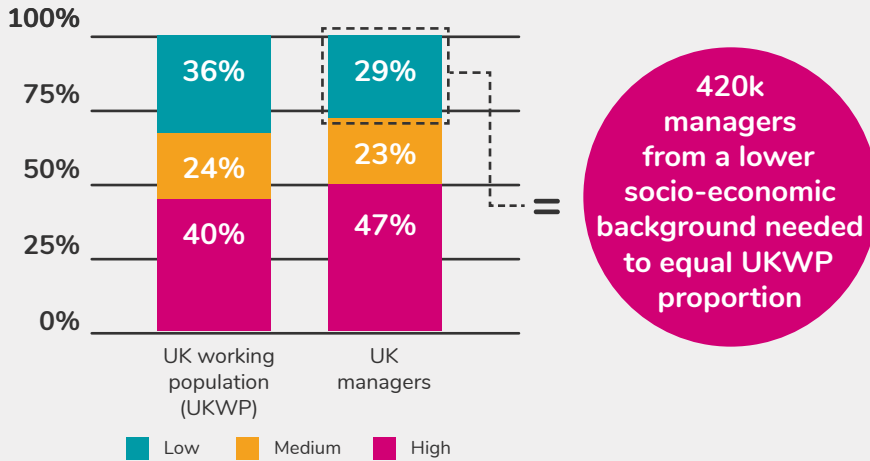 100%
75%
50%
25%
0%
36%
24%
40%
29%
23%
47%
UK working
population
(UKWP)
UK
managers
Low
Medium
High
=
420k
managers
from a lower
socio-economic
background needed
to equal UKWP
proportion